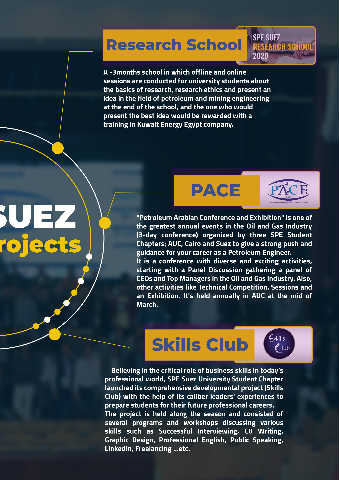 Research School
SPE SUEZ
RESEARCH SCHOOL
2020
A -3months school in which offline and online
sessions are conducted for university students about
the basics of research, research ethics and present an
idea in the field of petroleum and mining engineering
at the end of the school, and the one who would
present the best idea would be rewarded with a
training in Kuwait Energy Egypt company.
SUEZ
rojects
PACE
PACE
"Petroleum Arabian Conference and Exhibition" is one of
the greatest annual events in the Oil and Gas Industry
(3-day conference) organized by three SPE Student
Chapters; AUC, Cairo and Suez to give a strong push and
guidance for your career as a Petroleum Engineer.
It is a conference with diverse and exciting activities,
starting with a Panel Discussion gathering a panel of
CEOs and Top Managers in the Oil and Gas Industry. Also,
other activities like Technical Competition, Sessions and
an Exhibition. It's held annually in AUC at the mid of
March.
Skills Club
Believing in the critical role of business skills in today's
professional world, SPE Suez University Student Chapter
launched its comprehensive developmental project (Skills
Club) with the help of its caliber leaders' experiences to
prepare students for their future professional careers.
The project is held along the season and consisted of
several programs and workshops discussing various
skills such as Successful Interviewing, CV Writing,
Graphic Design, Professional English, Public Speaking,
LinkedIn, Freelancing ...etc.